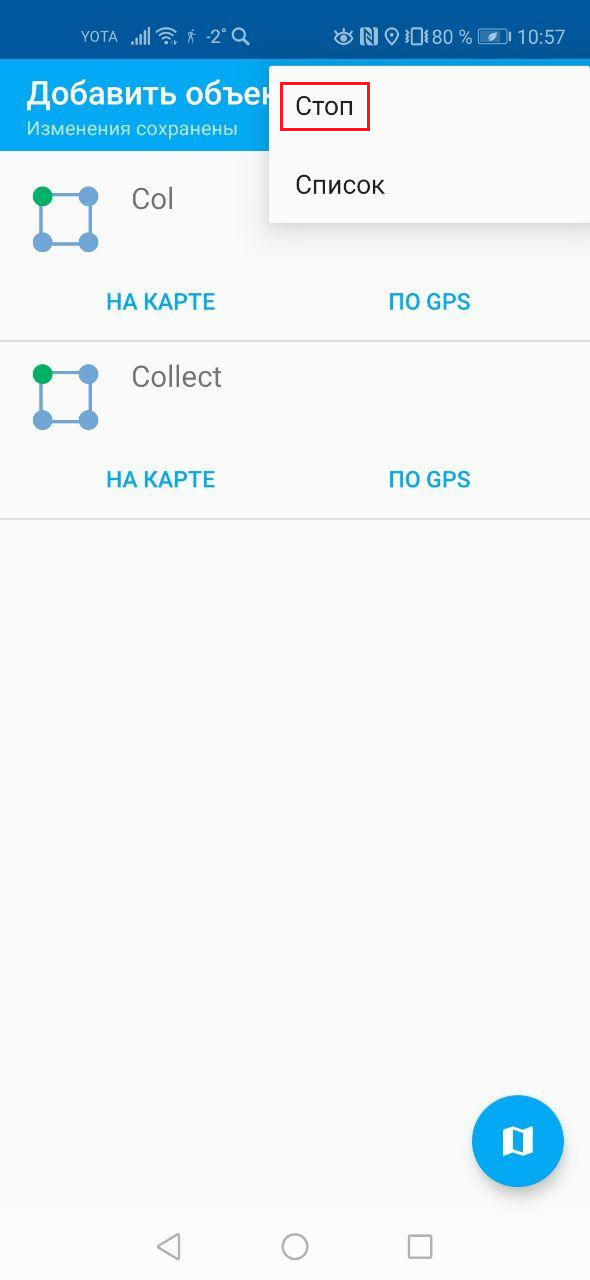 YOTA -2° 80 % 10:57
Добавить объек
Изменения сохранены
Стоп
Список
Col
НА КАРТЕ ПО GPS
Collect
НА КАРТЕ ПО GPS